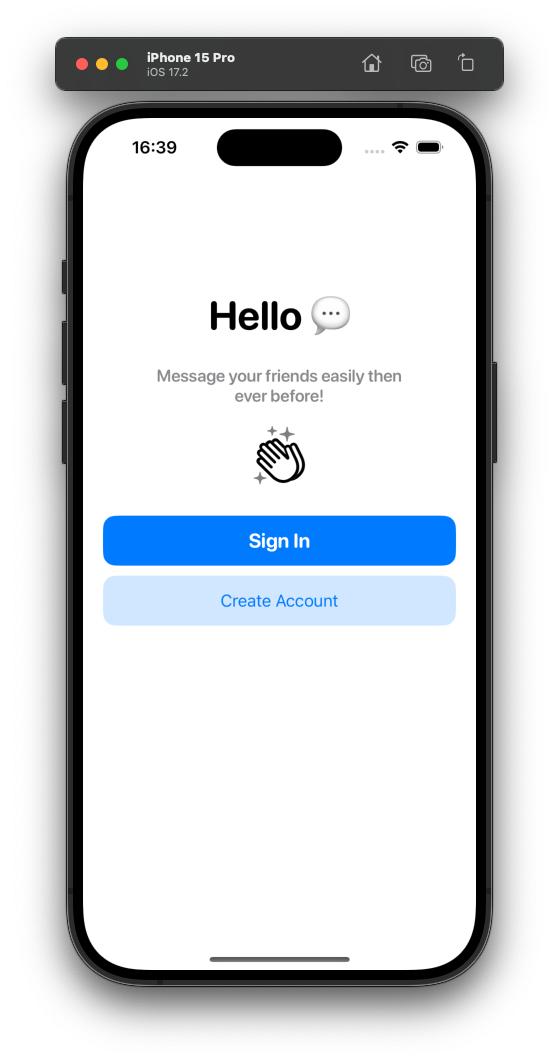 iPhone 15 Pro
iOS 17.2
16:39
Hello 💬
Message your friends easily then
ever before!
Sign In
Create Account